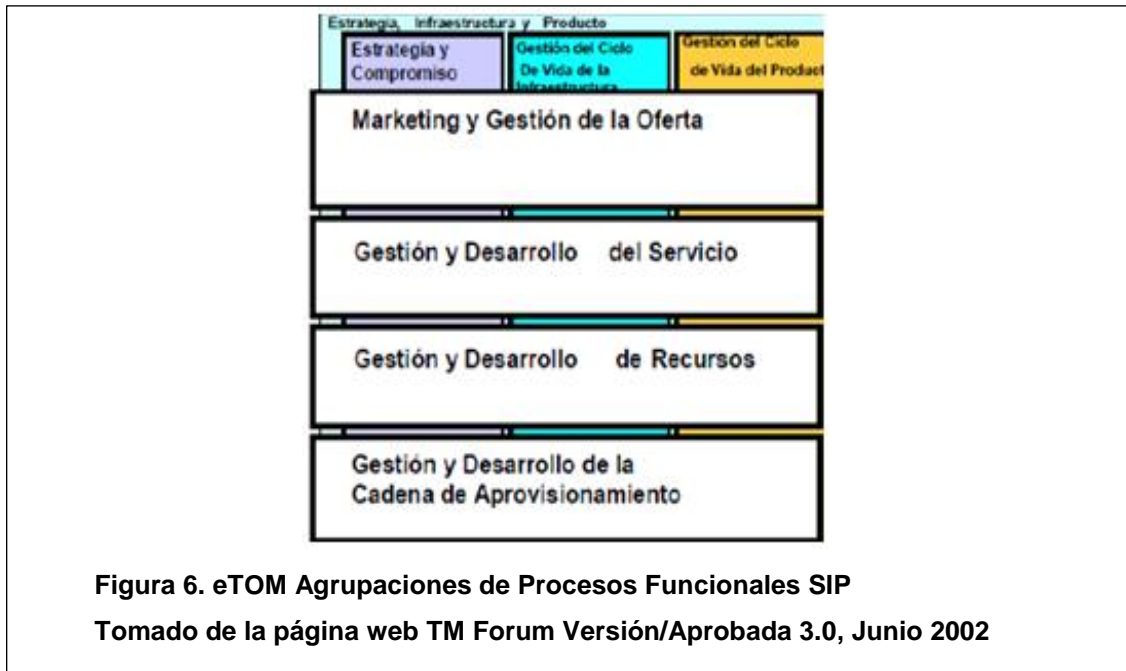 Estrategia, Infraestructura y Producto
Estrategia y
Compromiso
Gestión del Ciclo
De Vida de la
Infraestructura
Gestión del Ciclo
de Vida del Product
Marketing y Gestión de la Oferta
Gestión y Desarrollo del Servicio
Gestión y Desarrollo de Recursos
Gestión y Desarrollo de la
Cadena de Aprovisionamiento
Figura 6. eTOM Agrupaciones de Procesos Funcionales SIP
Tomado de la página web TM Forum Versión/Aprobada 3.0, Junio 2002